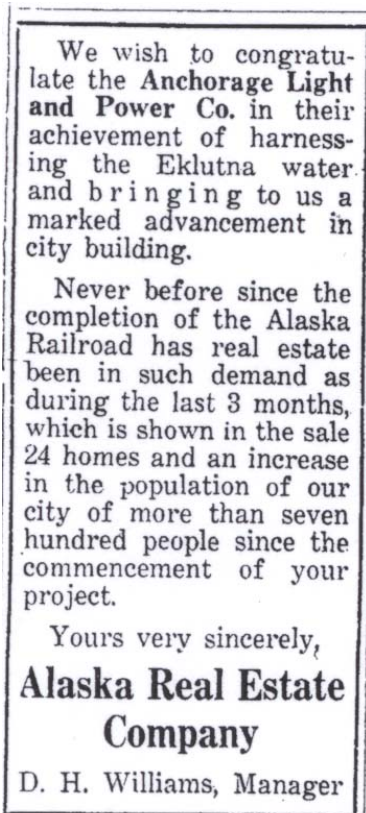 We wish to congratu-
late the Anchorage Light
and Power Co. in their
achievement of harness-
ing the Eklutna water
and bringing to us a
marked advancement in
city building.
Never before since the
completion of the Alaska
Railroad has real estate
been in such demand as
during the last 3 months,
which is shown in the sale
24 homes and an increase
in the population of our
city of more than seven
hundred people since the
commencement of your
project.
Yours very sincerely,
Alaska Real Estate
Company
D. H. Williams, Manager